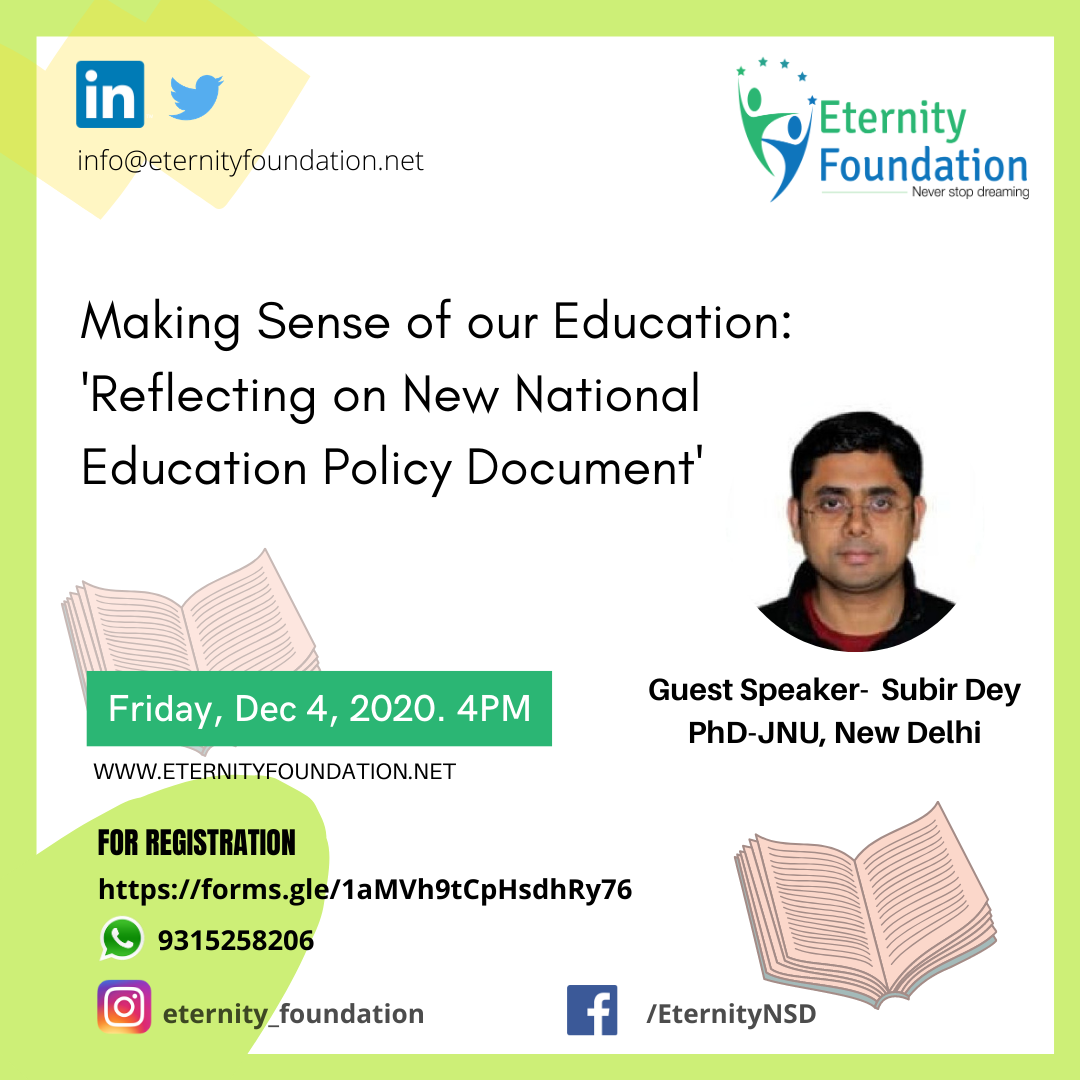 in
info@eternityfoundation.net
Eternity
Foundation
Never stop dreaming
Making Sense of our Education:
'Reflecting on New National
Education Policy Document'
Guest Speaker-  Subir Dey
PhD-JNU, New Delhi
Friday, Dec 4, 2020. 4PM
WWW.ETERNITYFOUNDATION.NET
FOR REGISTRATION
https://forms.gle/1aMVh9tCpHsdhRy76
9315258206
eternity_foundation
/EternityNSD